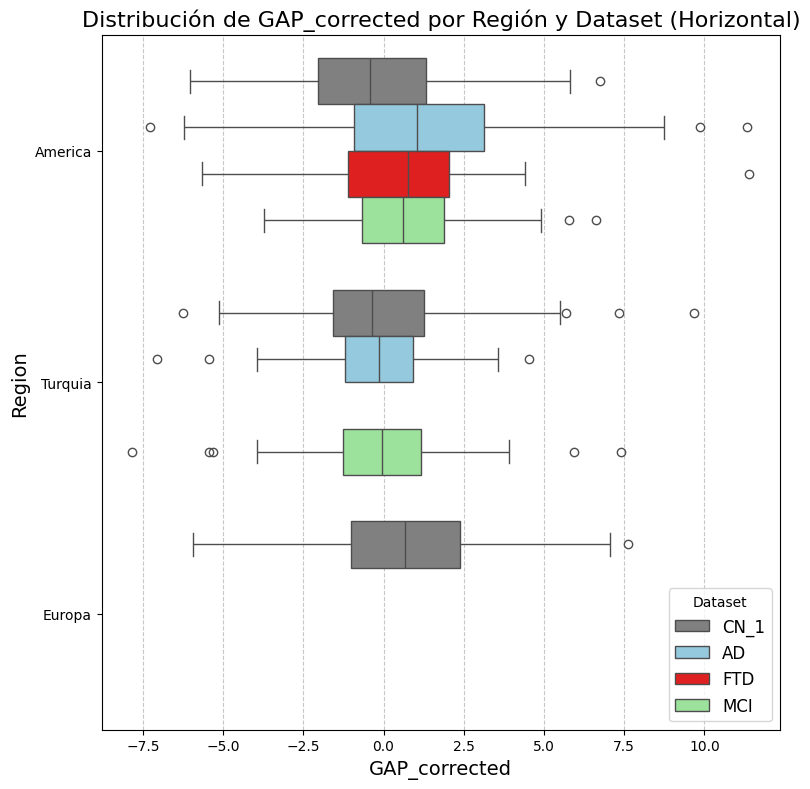 Distribución de GAP_corrected por Región y Dataset (Horizontal)
America
Turquia
Europa
Region
Dataset
CN_1
AD
FTD
MCI
−7.5
−5.0
−2.5
0.0
2.5
5.0
7.5
10.0
GAP_corrected